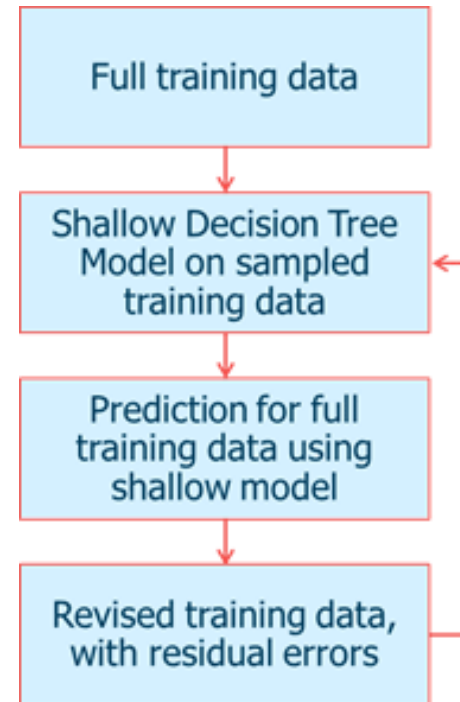 Full training data
Shallow Decision Tree
Model on sampled
training data
Prediction for full
training data using
shallow model
Revised training data,
with residual errors